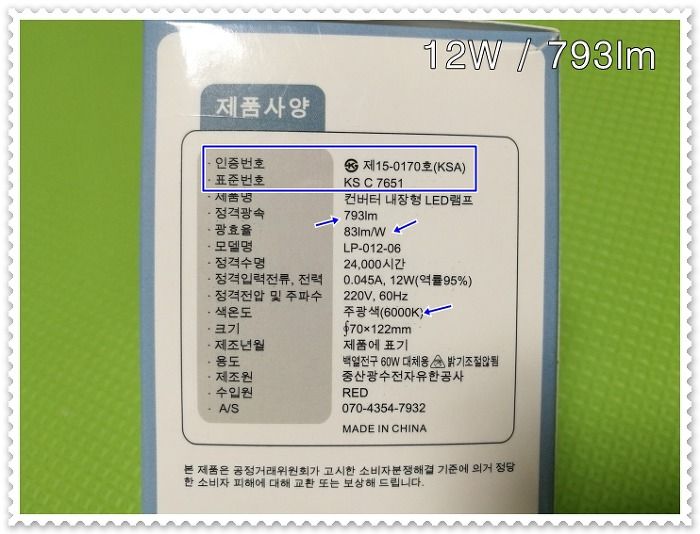 12W / 793lm
제품사양
· 인증번호 제15-0170호(KSA)
· 표준번호 KS C 7651
· 제품명 컨버터 내장형 LED램프
· 정격광속 793lm
· 광효율 83lm/W
· 모델명 LP-012-06
· 정격수명 24,000시간
· 정격입력전류, 전력 0.045A, 12W(역률95%)
· 정격전압 및 주파수 220V, 60Hz
· 색온도 주광색(6000K)
· 크기 ∮70×122mm
· 제조년월 제품에 표기
· 용도 백열전구 60W 대체용 밝기조절안됨
· 제조원 중산광수전자유한공사
· 수입원 RED
· A/S 070-4354-7932
MADE IN CHINA
본 제품은 공정거래위원회가 고시한 소비자분쟁해결 기준에 의거 정당
한 소비자 피해에 대해 교환 또는 보상해 드립니다.